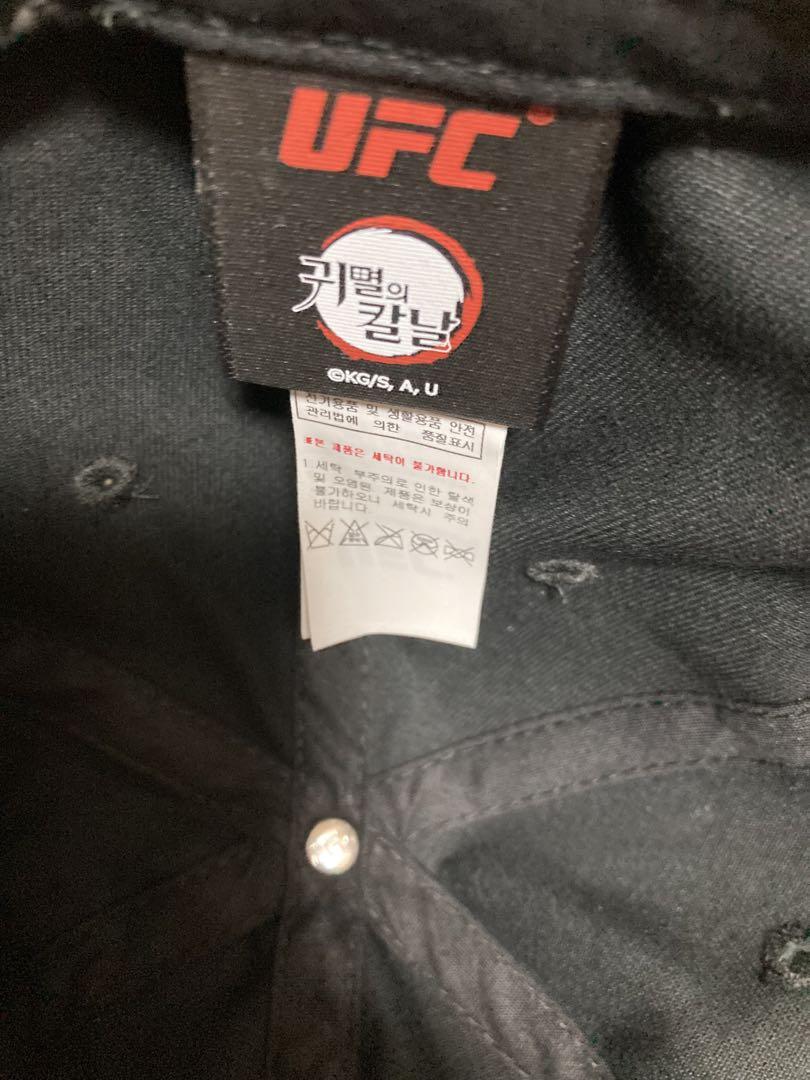 UFC®
귀멸의
칼날
©KG/S, A, U
전기용품 및 생활용품 안전
관리법에 의한 품질표시
본 제품은 세탁이 불가합니다.
1.세탁 부주의로 인한 탈색
및 오염된 제품은 보상이
불가하오니 세탁시 주의
바랍니다.